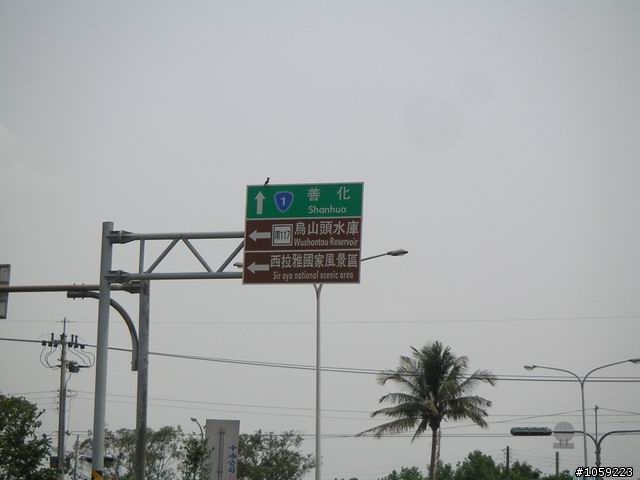 1
善化
Shanhua
南117
烏山頭水庫
Wushantou Reservoir
西拉雅國家風景區
Sir aya national scenic area
#1059223